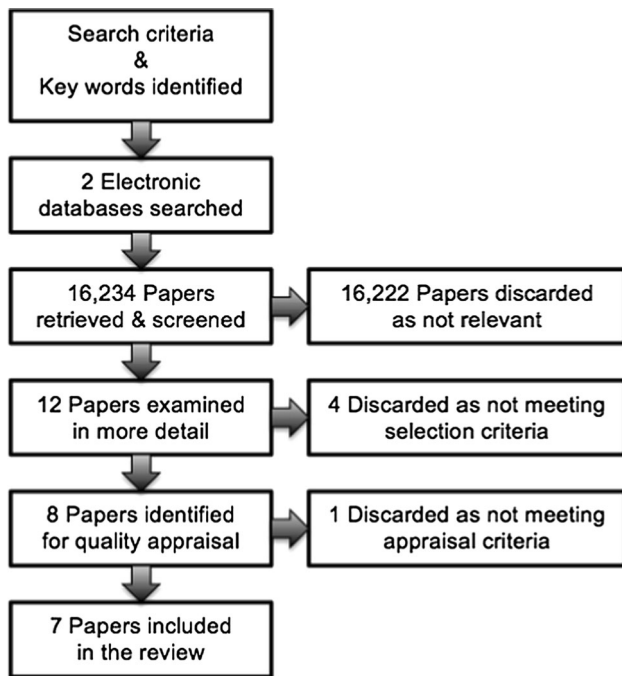 Search criteria
&
Key words identified
2 Electronic
databases searched
16,234 Papers
retrieved & screened
16,222 Papers discarded
as not relevant
12 Papers examined
in more detail
4 Discarded as not meeting
selection criteria
8 Papers identified
for quality appraisal
1 Discarded as not meeting
appraisal criteria
7 Papers included
in the review